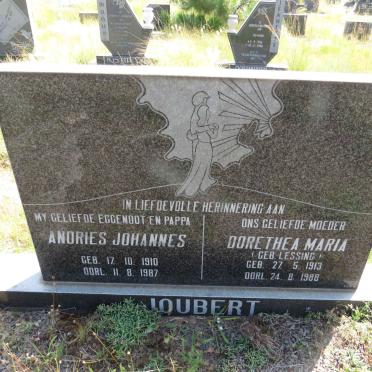 IN LIEFDEVOLLE HERINNERING AAN
MY GELIEFDE EGGENOOT EN PAPPA
ANDRIES JOHANNES
GEB. 17. 10. 1910
OORL. 11. 8. 1987
ONS GELIEFDE MOEDER
DORETHEA MARIA
(GEB. LESSING)
GEB. 27. 5. 1913
OORL. 24. 8. 1988
JOUBERT